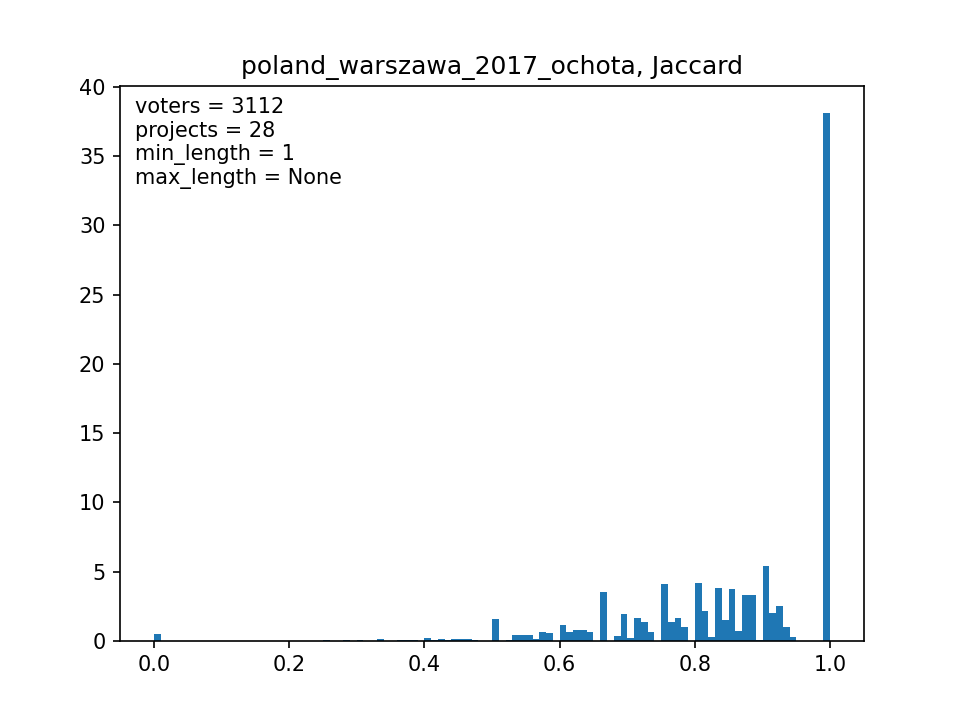 poland_warszawa_2017_ochota, Jaccard
voters = 3112
projects = 28
min_length = 1
max_length = None
40
35
30
25
20
15
10
5
0
0.0 0.2 0.4 0.6 0.8 1.0